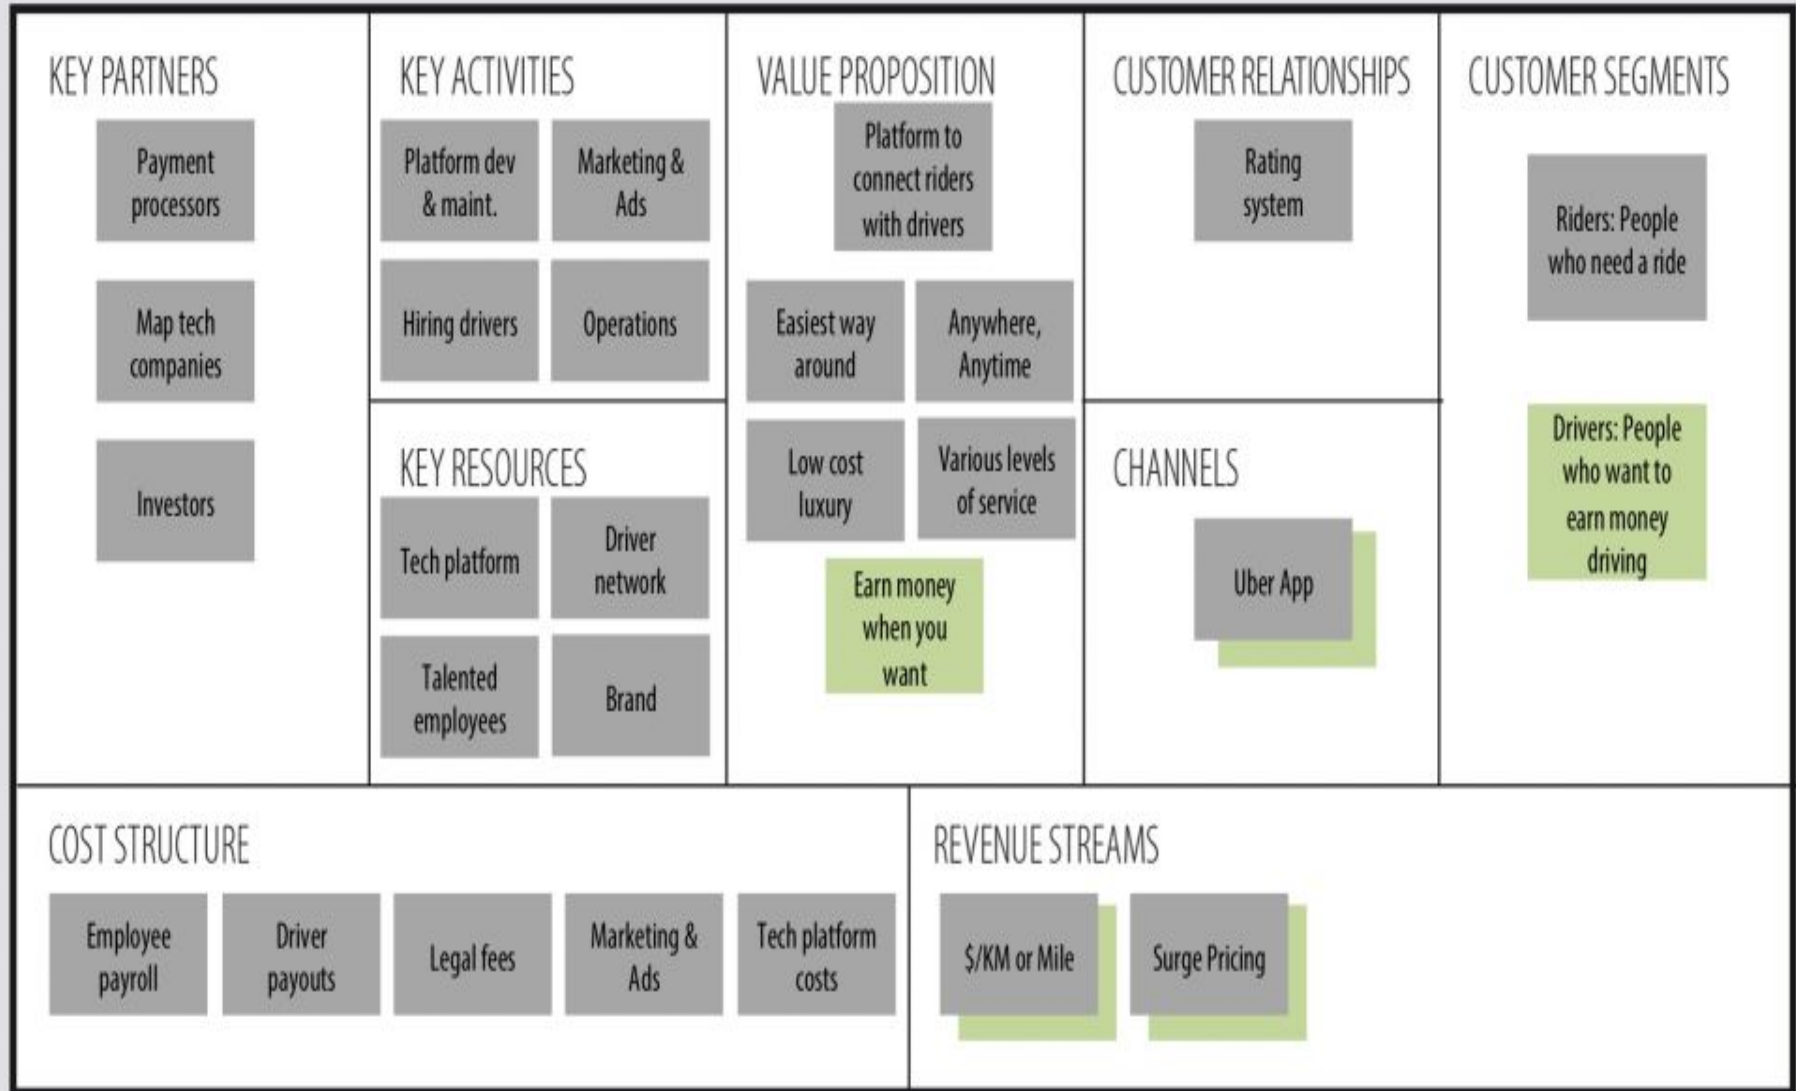 KEY PARTNERS
Payment
processors
Map tech
companies
Investors
KEY ACTIVITIES
Platform dev
& maint.
Marketing &
Ads
Hiring drivers
Operations
KEY RESOURCES
Tech platform
Driver
network
Talented
employees
Brand
VALUE PROPOSITION
Platform to
connect riders
with drivers
Easiest way
around
Anywhere,
Anytime
Low cost
luxury
Various levels
of service
Earn money
when you
want
CUSTOMER RELATIONSHIPS
Rating
system
CHANNELS
Uber App
CUSTOMER SEGMENTS
Riders: People
who need a ride
Drivers: People
who want to
earn money
driving
COST STRUCTURE
Employee
payroll
Driver
payouts
Legal fees
Marketing &
Ads
Tech platform
costs
REVENUE STREAMS
$/KM or Mile
Surge Pricing